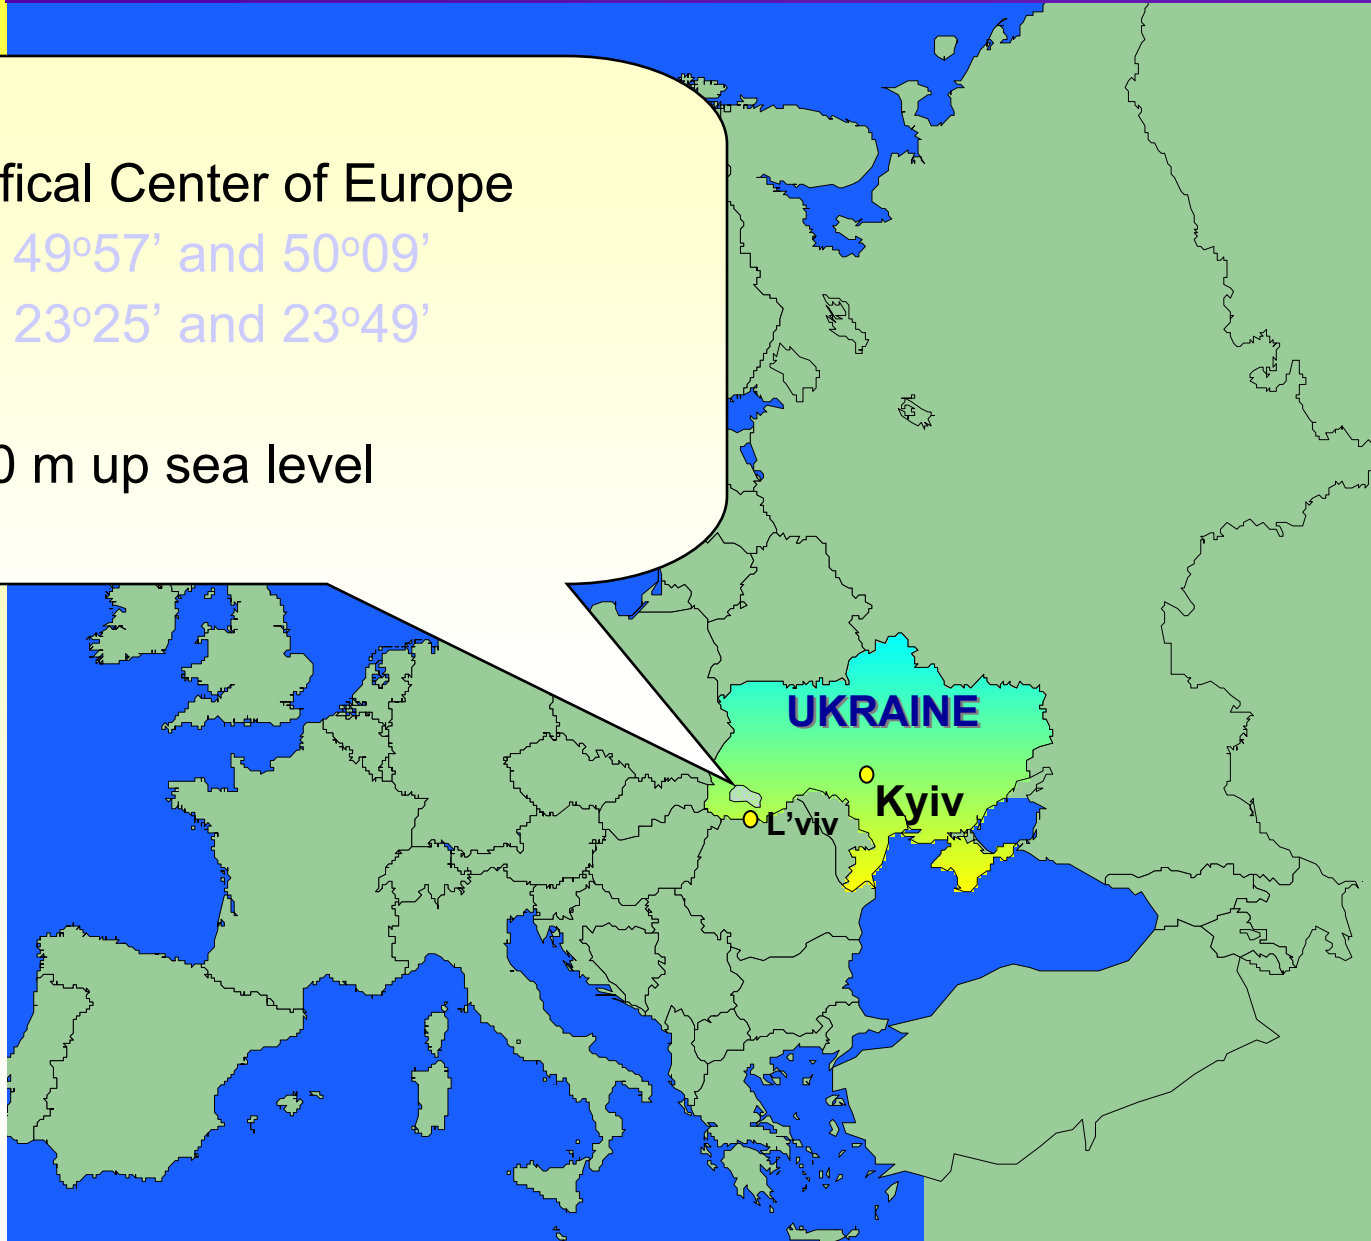 fical Center of Europe
49º57’ and 50º09’
23º25’ and 23º49’
0 m up sea level
UKRAINE
Kyiv
L’viv